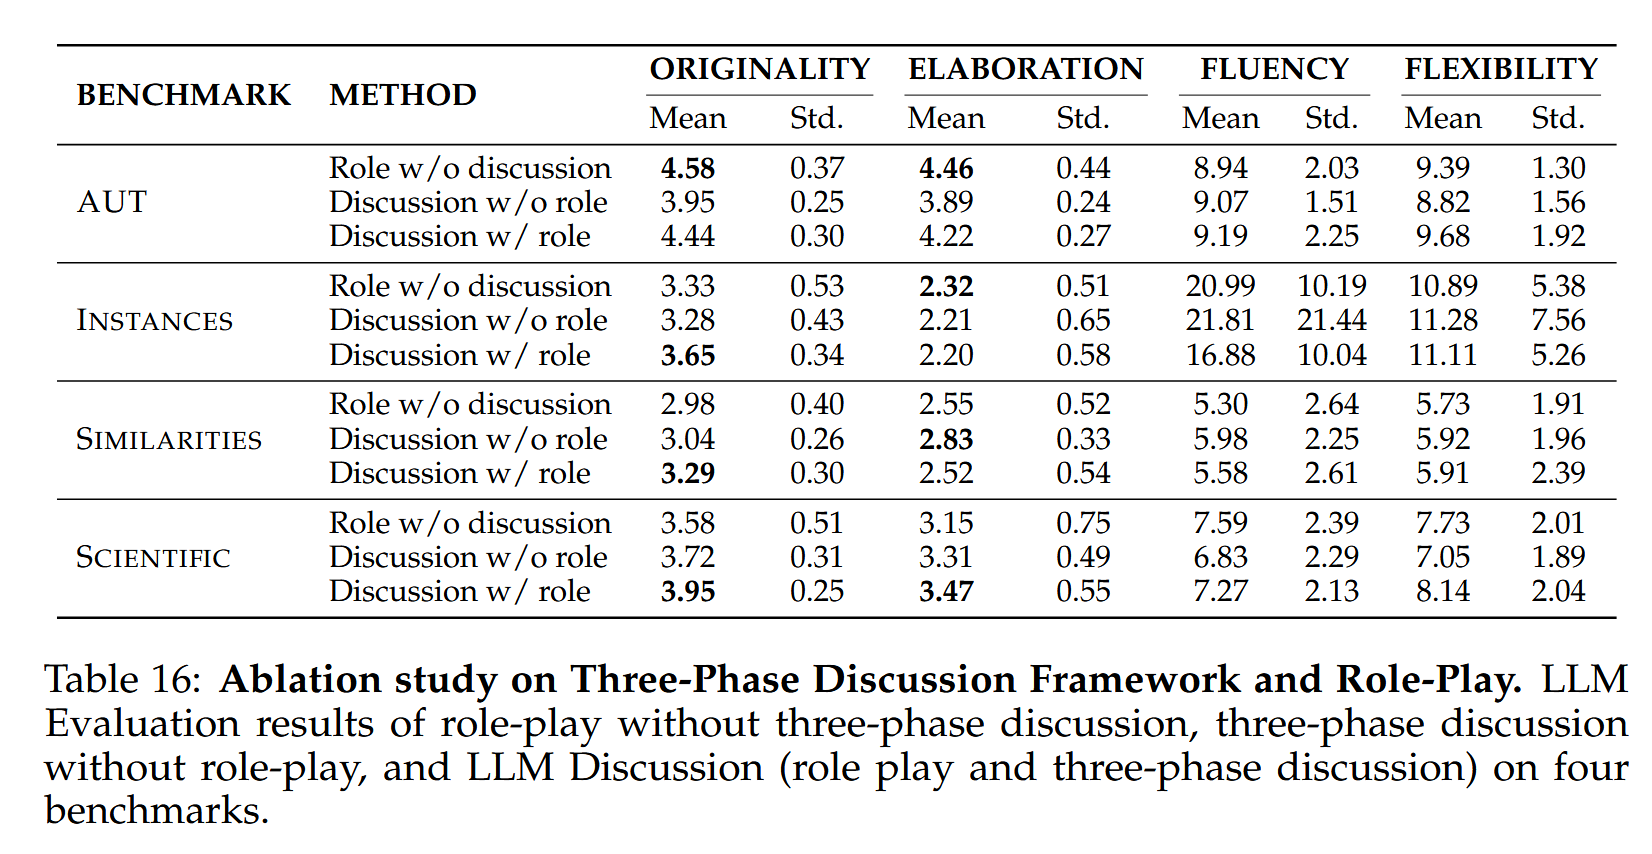 BENCHMARK METHOD ORIGINALITY ELABORATION FLUENCY FLEXIBILITY
Mean Std. Mean Std. Mean Std. Mean Std.
AUT
Role w/o discussion 4.58 0.37 4.46 0.44 8.94 2.03 9.39 1.30
Discussion w/o role 3.95 0.25 3.89 0.24 9.07 1.51 8.82 1.56
Discussion w/ role 4.44 0.30 4.22 0.27 9.19 2.25 9.68 1.92
INSTANCES
Role w/o discussion 3.33 0.53 2.32 0.51 20.99 10.19 10.89 5.38
Discussion w/o role 3.28 0.43 2.21 0.65 21.81 21.44 11.28 7.56
Discussion w/ role 3.65 0.34 2.20 0.58 16.88 10.04 11.11 5.26
SIMILARITIES
Role w/o discussion 2.98 0.40 2.55 0.52 5.30 2.64 5.73 1.91
Discussion w/o role 3.04 0.26 2.83 0.33 5.98 2.25 5.92 1.96
Discussion w/ role 3.29 0.30 2.52 0.54 5.58 2.61 5.91 2.39
SCIENTIFIC
Role w/o discussion 3.58 0.51 3.15 0.75 7.59 2.39 7.73 2.01
Discussion w/o role 3.72 0.31 3.31 0.49 6.83 2.29 7.05 1.89
Discussion w/ role 3.95 0.25 3.47 0.55 7.27 2.13 8.14 2.04
Table 16: Ablation study on Three-Phase Discussion Framework and Role-Play. LLM
Evaluation results of role-play without three-phase discussion, three-phase discussion
without role-play, and LLM Discussion (role play and three-phase discussion) on four
benchmarks.